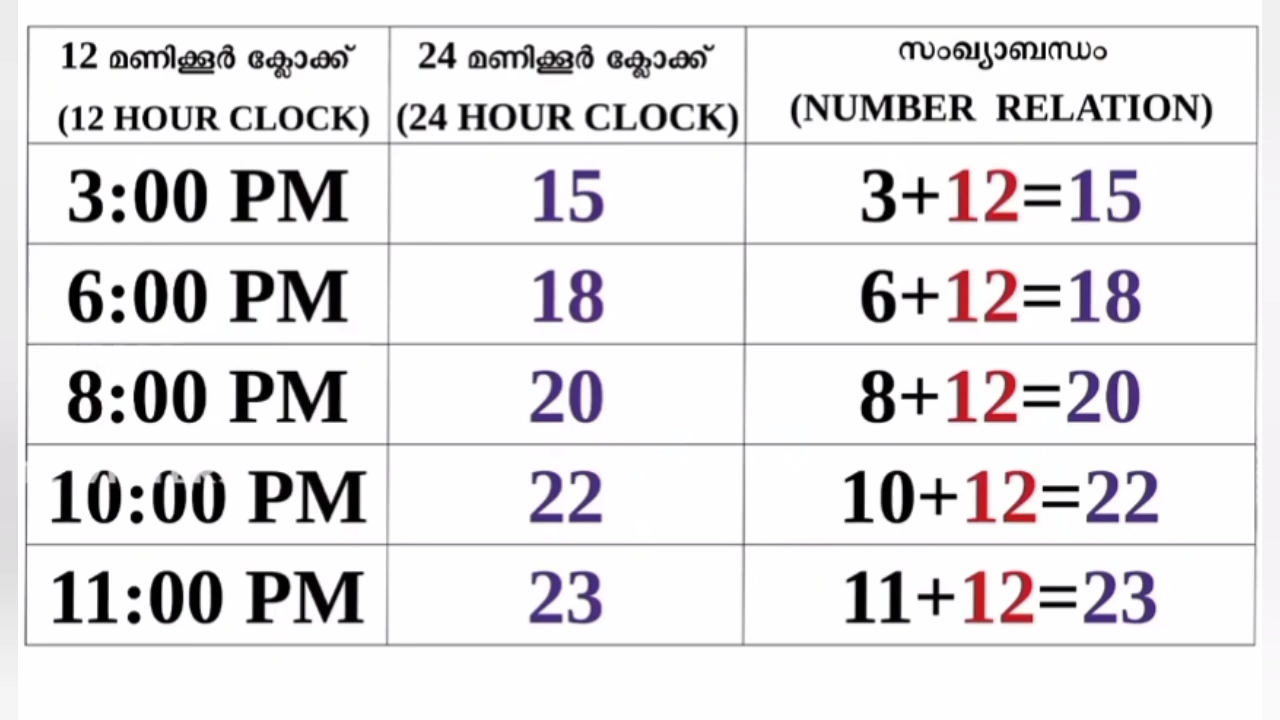 12 മണിക്കൂർ ക്ലോക്ക് 24 മണിക്കൂർ ക്ലോക്ക് സംഖ്യാബന്ധം
(12 HOUR CLOCK) (24 HOUR CLOCK) (NUMBER RELATION)
3:00 PM 15 3+12=15
6:00 PM 18 6+12=18
8:00 PM 20 8+12=20
10:00 PM 22 10+12=22
11:00 PM 23 11+12=23